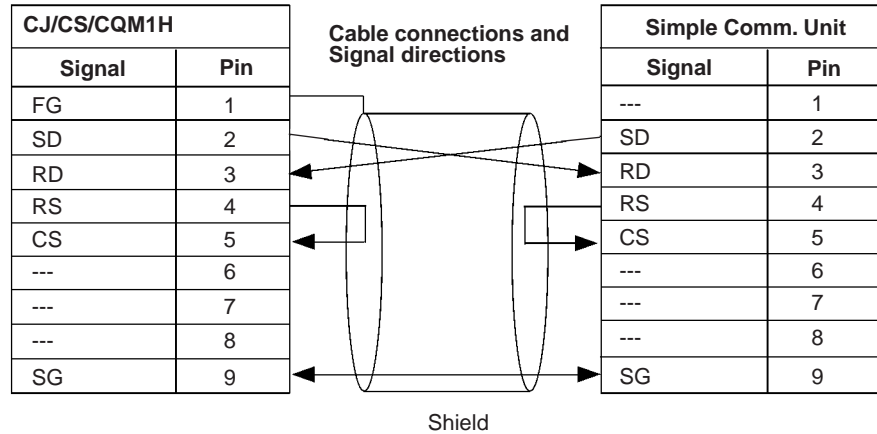 CJ/CS/CQM1H
Signal Pin
FG 1
SD 2
RD 3
RS 4
CS 5
--- 6
--- 7
--- 8
SG 9
Cable connections and
Signal directions
Shield
Simple Comm. Unit
Signal Pin
--- 1
SD 2
RD 3
RS 4
CS 5
--- 6
--- 7
--- 8
SG 9